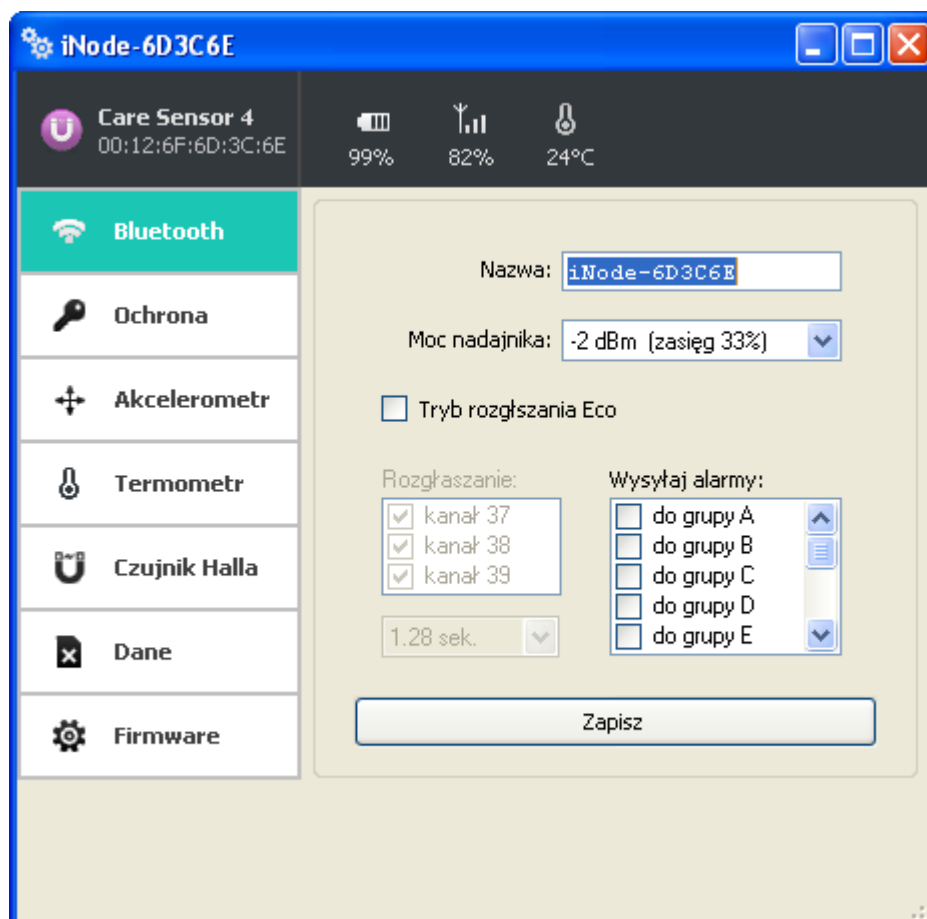 iNode-6D3C6E
Care Sensor 4
00:12:6F:6D:3C:6E
99%
82%
24°C
Bluetooth
Ochrona
Akcelerometr
Termometr
Czujnik Halla
Dane
Firmware
Nazwa: iNode-6D3C6E
Moc nadajnika: -2 dBm (zasięg 33%)
Tryb rozgłszania Eco
Rozgłaszanie:
kanał 37
kanał 38
kanał 39
1.28 sek.
Wysyłaj alarmy:
do grupy A
do grupy B
do grupy C
do grupy D
do grupy E
Zapisz